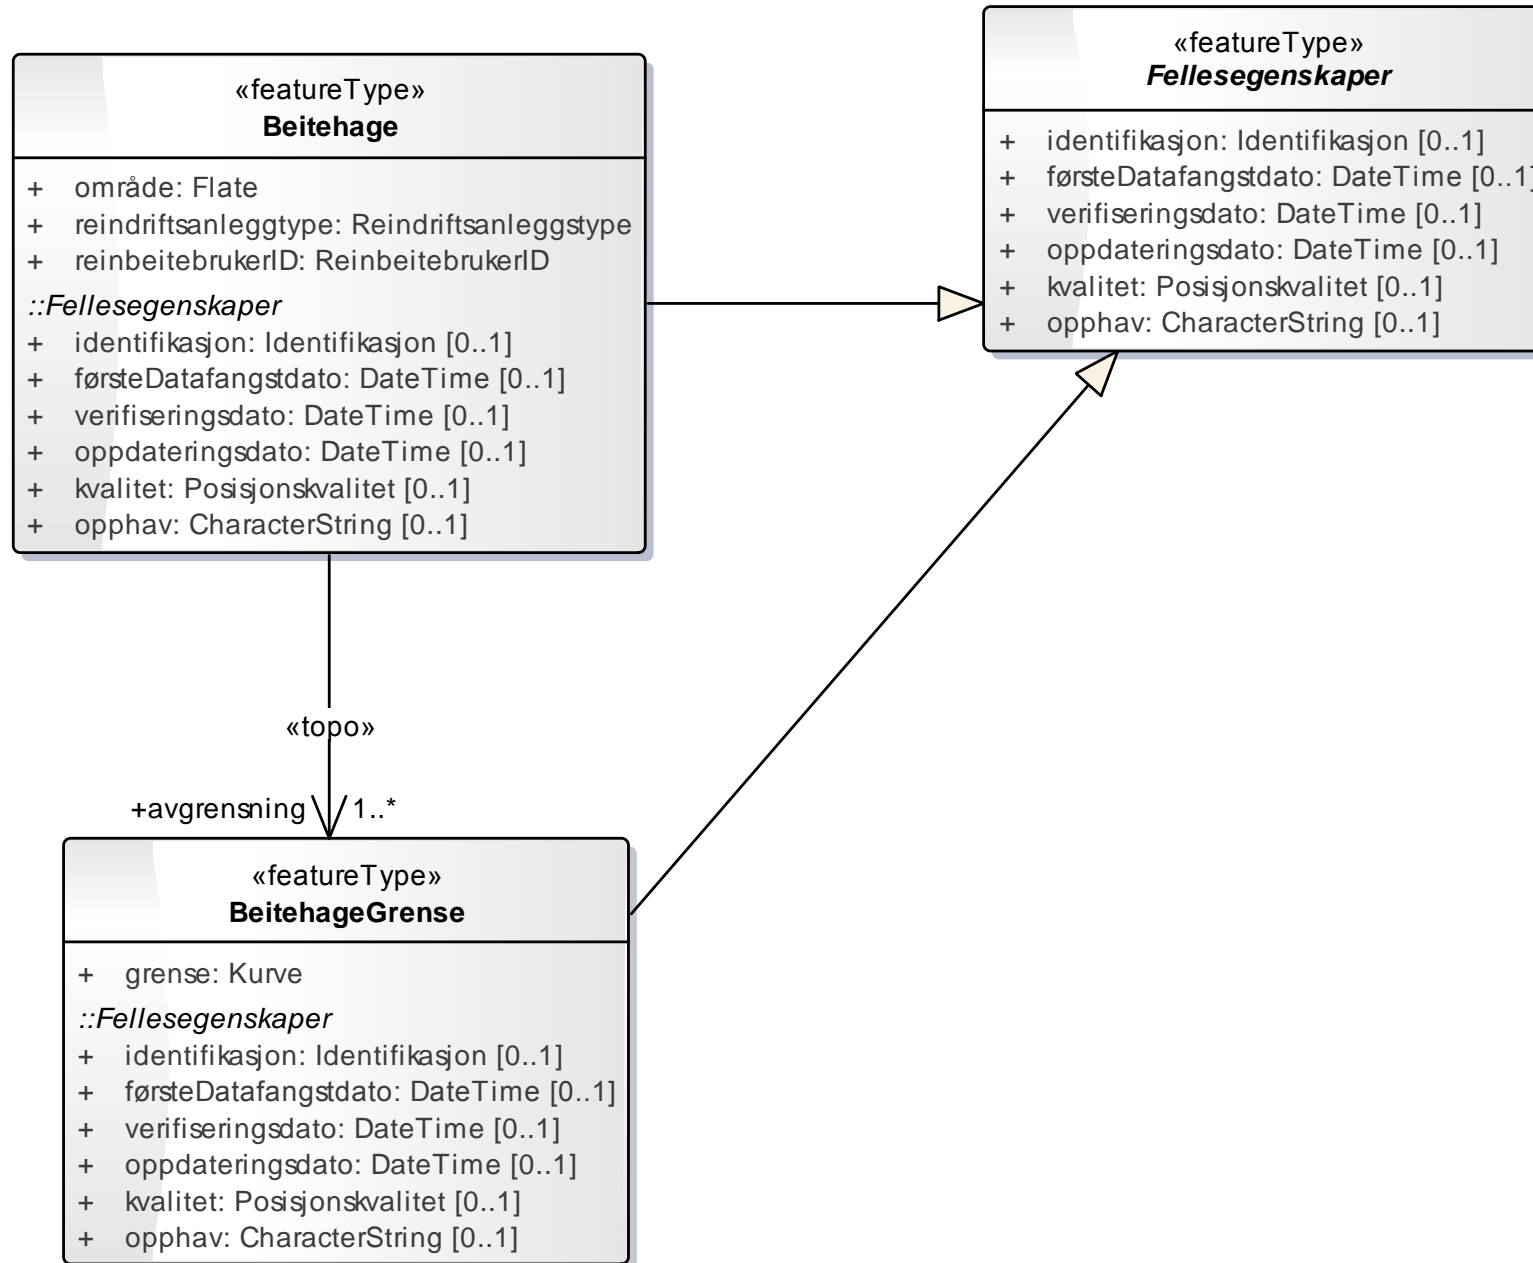 «featureType»
Beitehage
+ område: Flate
+ reindriftsanleggtype: Reindriftsanleggstype
+ reinbeitebrukerID: ReinbeitebrukerID
::Fellesegenskaper
+ identifikasjon: Identifikasjon [0..1]
+ førsteDatafangstdato: DateTime [0..1]
+ verifiseringsdato: DateTime [0..1]
+ oppdateringsdato: DateTime [0..1]
+ kvalitet: Posisjonskvalitet [0..1]
+ opphav: CharacterString [0..1]
«featureType»
Fellesegenskaper
+ identifikasjon: Identifikasjon [0..1]
+ førsteDatafangstdato: DateTime [0..1]
+ verifiseringsdato: DateTime [0..1]
+ oppdateringsdato: DateTime [0..1]
+ kvalitet: Posisjonskvalitet [0..1]
+ opphav: CharacterString [0..1]
«topo»
+avgrensning 1..*
«featureType»
BeitehageGrense
+ grense: Kurve
::Fellesegenskaper
+ identifikasjon: Identifikasjon [0..1]
+ førsteDatafangstdato: DateTime [0..1]
+ verifiseringsdato: DateTime [0..1]
+ oppdateringsdato: DateTime [0..1]
+ kvalitet: Posisjonskvalitet [0..1]
+ opphav: CharacterString [0..1]